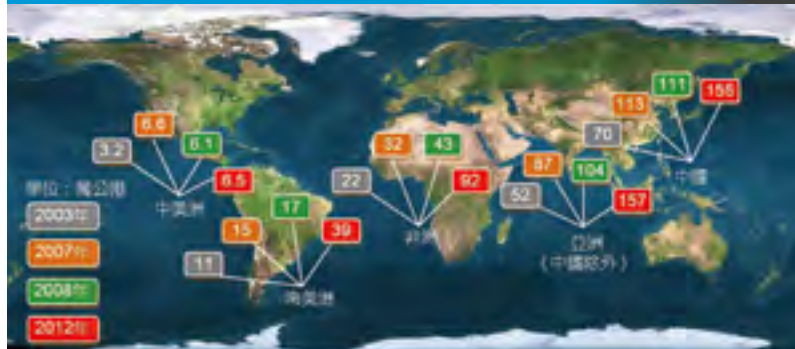 單位：萬公噸
2003年
2007年
2008年
2012年
3.2
6.6
6.1
6.5
中美洲
11
15
17
39
南美洲
22
32
43
92
非洲
52
87
104
157
亞洲
（中國除外）
70
113
111
155
中國